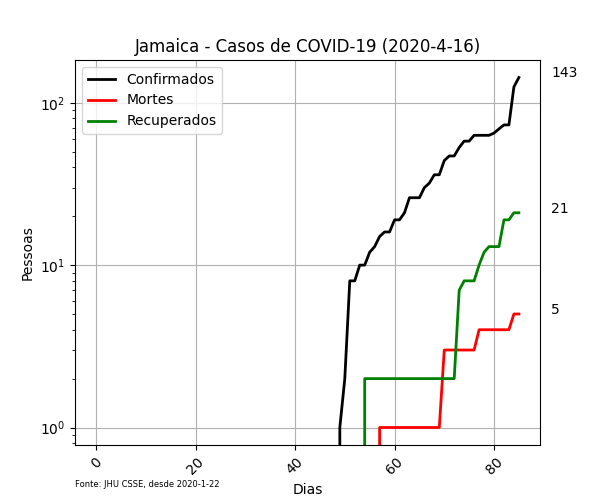 Jamaica - Casos de COVID-19 (2020-4-16)
Confirmados
Mortes
Recuperados
143
21
5
Pessoas
10²
10¹
10⁰
0
20
40
60
80
Fonte: JHU CSSE, desde 2020-1-22
Dias